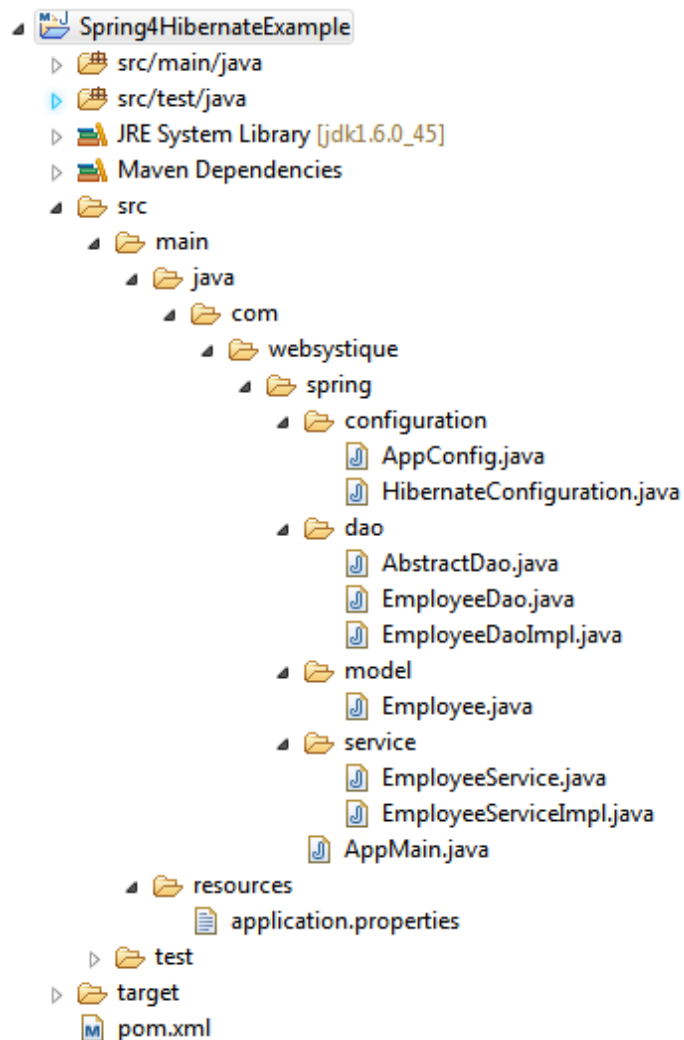 Spring4HibernateExample
src/main/java
src/test/java
JRE System Library [jdk1.6.0_45]
Maven Dependencies
src
main
java
com
websystique
spring
configuration
AppConfig.java
HibernateConfiguration.java
dao
AbstractDao.java
EmployeeDao.java
EmployeeDaoImpl.java
model
Employee.java
service
EmployeeService.java
EmployeeServiceImpl.java
AppMain.java
resources
application.properties
test
target
pom.xml